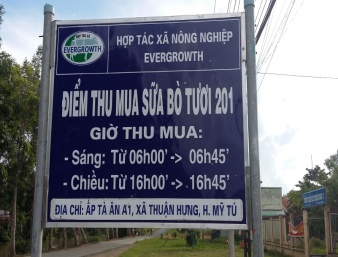 EVERGROWTH
HỢP TÁC XÃ NÔNG NGHIỆP
EVERGROWTH
ĐIỂM THU MUA SỮA BÒ TƯƠI 201
GIỜ THU MUA:
- Sáng: Từ 06h00' -> 06h45'
- Chiều: Từ 16h00' -> 16h45'
ĐỊA CHỈ: ẤP TÀ ÂN A1, XÃ THUẬN HƯNG, H. MỸ TÚ